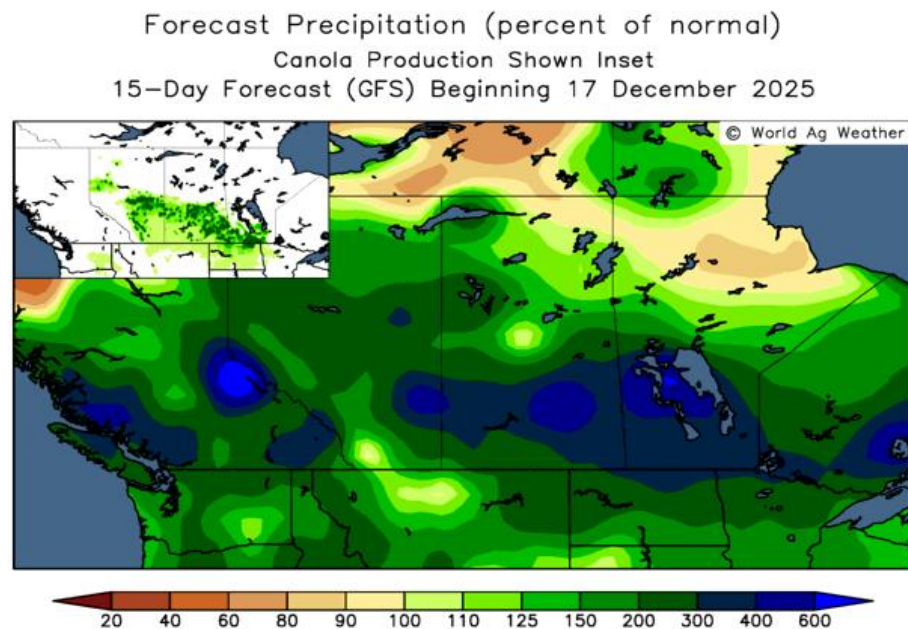 Forecast Precipitation (percent of normal)
Canola Production Shown Inset
15-Day Forecast (GFS) Beginning 17 December 2025
© World Ag Weather
20 40 60 80 90 100 110 125 150 200 300 400 600